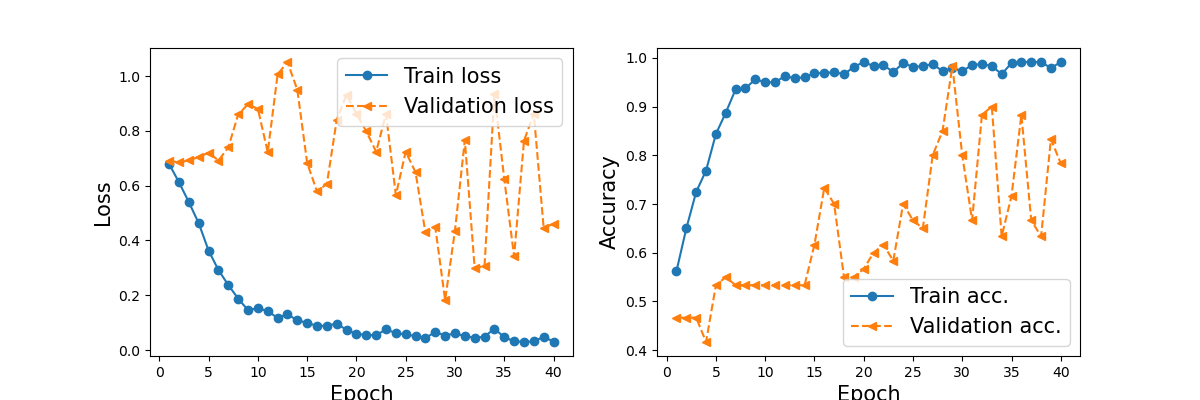 Train loss
Validation loss
1.0
0.8
0.6
0.4
0.2
0.0
Loss
0 5 10 15 20 25 30 35 40
Epoch
1.0
0.9
0.8
0.7
0.6
0.5
0.4
Accuracy
Train acc.
Validation acc.
0 5 10 15 20 25 30 35 40
Epoch